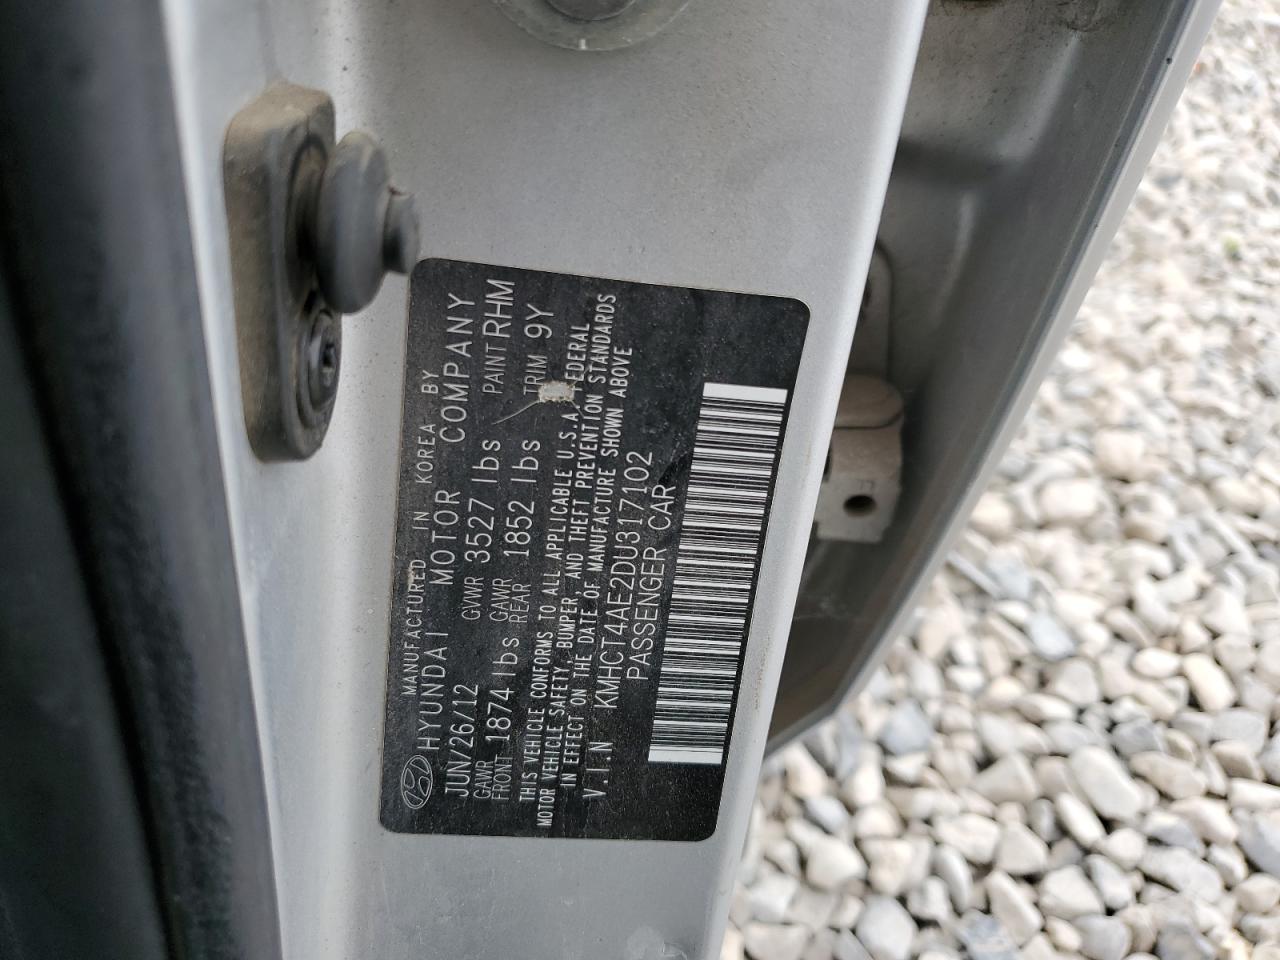 MANUFACTURED IN KOREA BY
HYUNDAI MOTOR COMPANY
JUN/26/12 GVWR 3527 lbs PAINT RHM
GAWR FRONT 1874 lbs GAWR REAR 1852 lbs TRIM 9Y
THIS VEHICLE CONFORMS TO ALL APPLICABLE U.S.A. FEDERAL
MOTOR VEHICLE SAFETY, BUMPER, AND THEFT PREVENTION STANDARDS
IN EFFECT ON THE DATE OF MANUFACTURE SHOWN ABOVE
V.I.N KMHCT4AE2DU317102
PASSENGER CAR